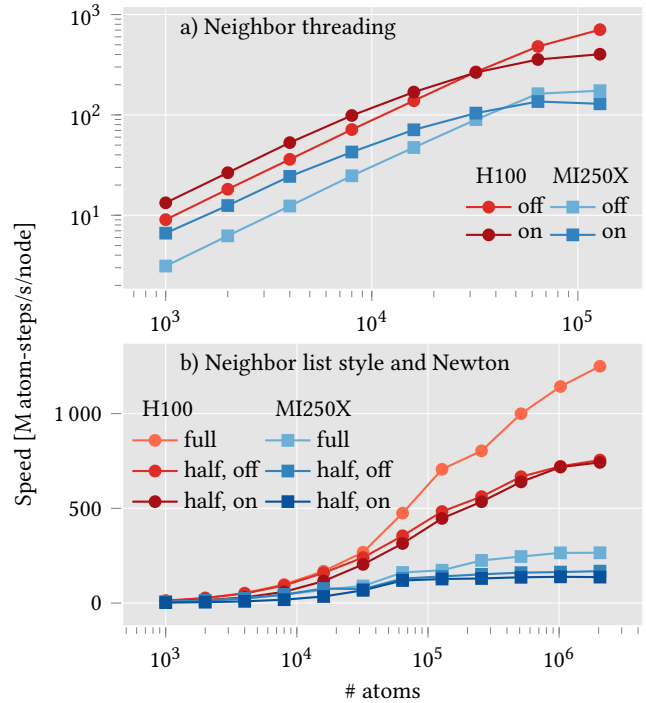 a) Neighbor threading
10³
10²
10¹
H100 MI250X
off off
on on
10³ 10⁴ 10⁵
Speed [M atom-steps/s/node]
b) Neighbor list style and Newton
H100 MI250X
full full
half, off half, off
half, on half, on
1 000
500
0
10³ 10⁴ 10⁵ 10⁶
# atoms